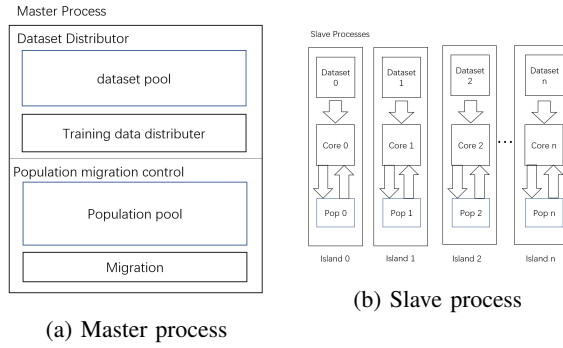 Master Process
Dataset Distributor
dataset pool
Training data distributer
Population migration control
Population pool
Migration
(a) Master process
Slave Processes
Dataset
0
Dataset
1
Dataset
2
Dataset
n
Core 0
Core 1
Core 2
...
Core n
Pop 0
Pop 1
Pop 2
Pop n
Island 0
Island 1
Island 2
Island n
(b) Slave process